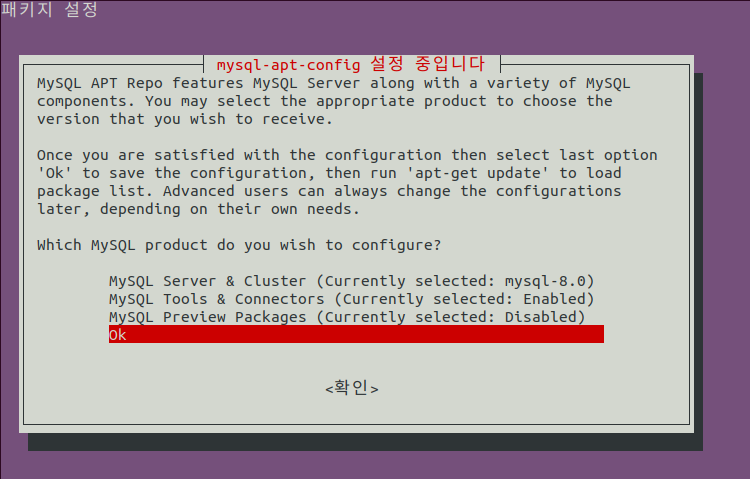 패키지 설정
mysql-apt-config 설정 중입니다
MySQL APT Repo features MySQL Server along with a variety of MySQL
components. You may select the appropriate product to choose the
version that you wish to receive.
Once you are satisfied with the configuration then select last option
'Ok' to save the configuration, then run 'apt-get update' to load
package list. Advanced users can always change the configurations
later, depending on their own needs.
Which MySQL product do you wish to configure?
MySQL Server & Cluster (Currently selected: mysql-8.0)
MySQL Tools & Connectors (Currently selected: Enabled)
MySQL Preview Packages (Currently selected: Disabled)
Ok
<확인>